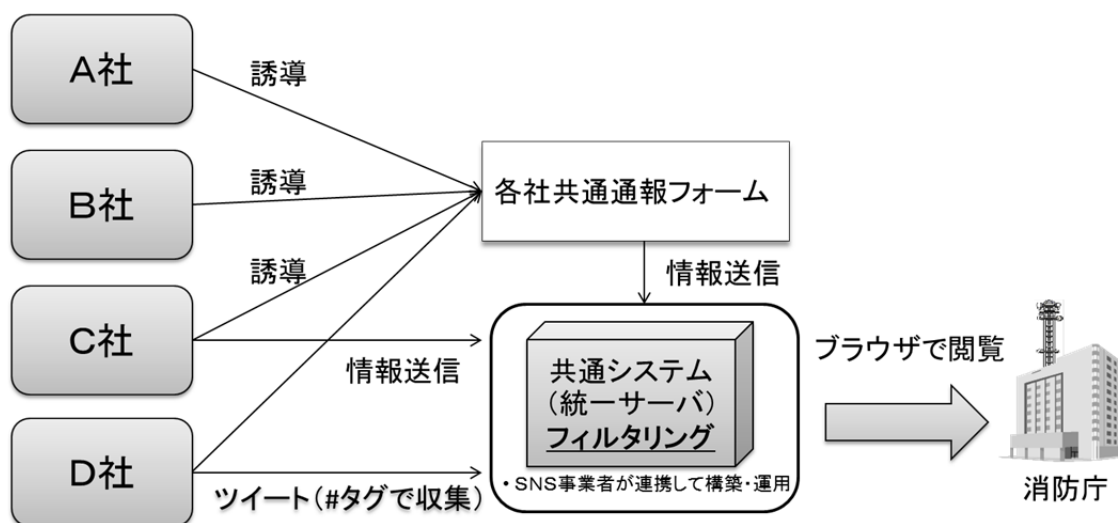 A社
誘導
B社
誘導
各社共通通報フォーム
誘導
情報送信
C社
情報送信
共通システム
(統一サーバ)
フィルタリング
・SNS事業者が連携して構築・運用
ブラウザで閲覧
消防庁
D社
ツイート(#タグで収集)